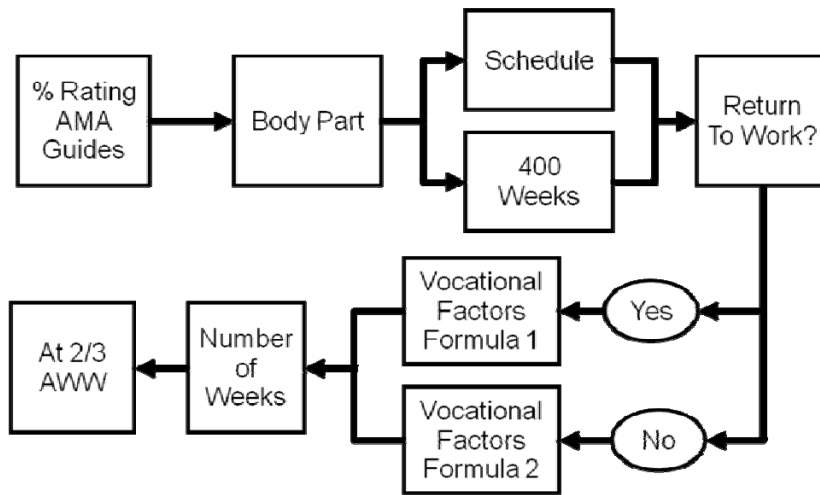 % Rating
AMA
Guides
Body Part
Schedule
400
Weeks
Return
To Work?
Yes
Vocational
Factors
Formula 1
No
Vocational
Factors
Formula 2
Number
of
Weeks
At 2/3
AWW